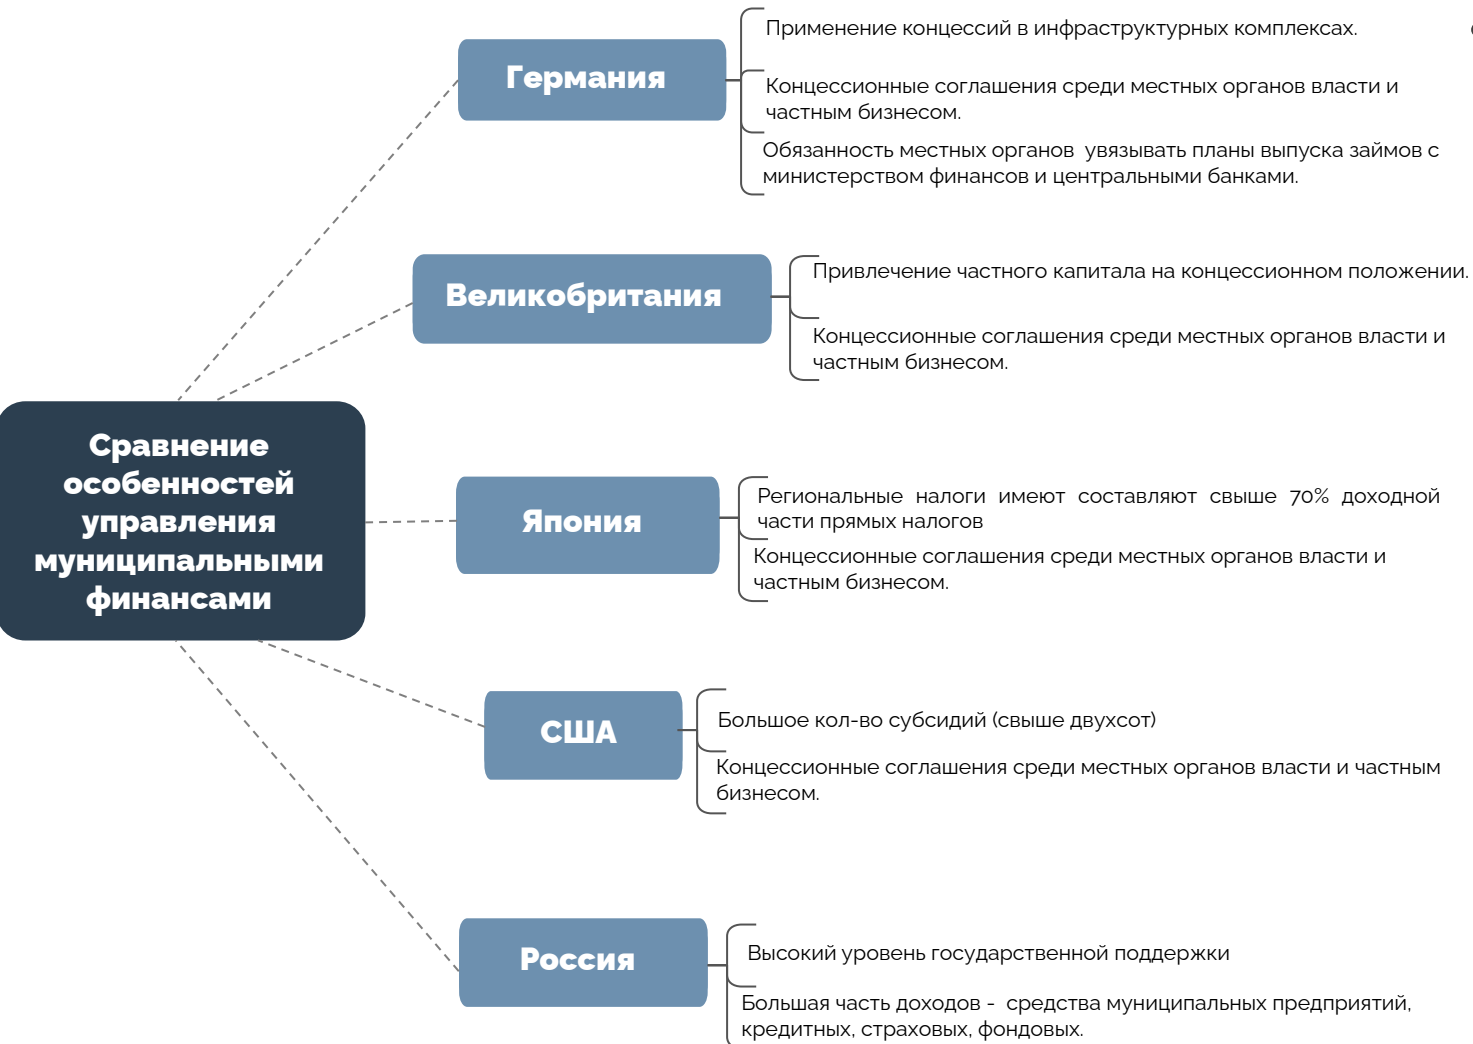 Германия
Применение концессий в инфраструктурных комплексах.
Концессионные соглашения среди местных органов власти и
частным бизнесом.
Обязанность местных органов  увязывать планы выпуска займов с
министерством финансов и центральными банками.
Великобритания
Привлечение частного капитала на концессионном положении.
Концессионные соглашения среди местных органов власти и
частным бизнесом.
Сравнение
особенностей
управления
муниципальными
финансами
Япония
Региональные налоги имеют составляют свыше 70% доходной
части прямых налогов
Концессионные соглашения среди местных органов власти и
частным бизнесом.
США
Большое кол-во субсидий (свыше двухсот)
Концессионные соглашения среди местных органов власти и частным
бизнесом.
Россия
Высокий уровень государственной поддержки
Большая часть доходов -  средства муниципальных предприятий,
кредитных, страховых, фондовых.